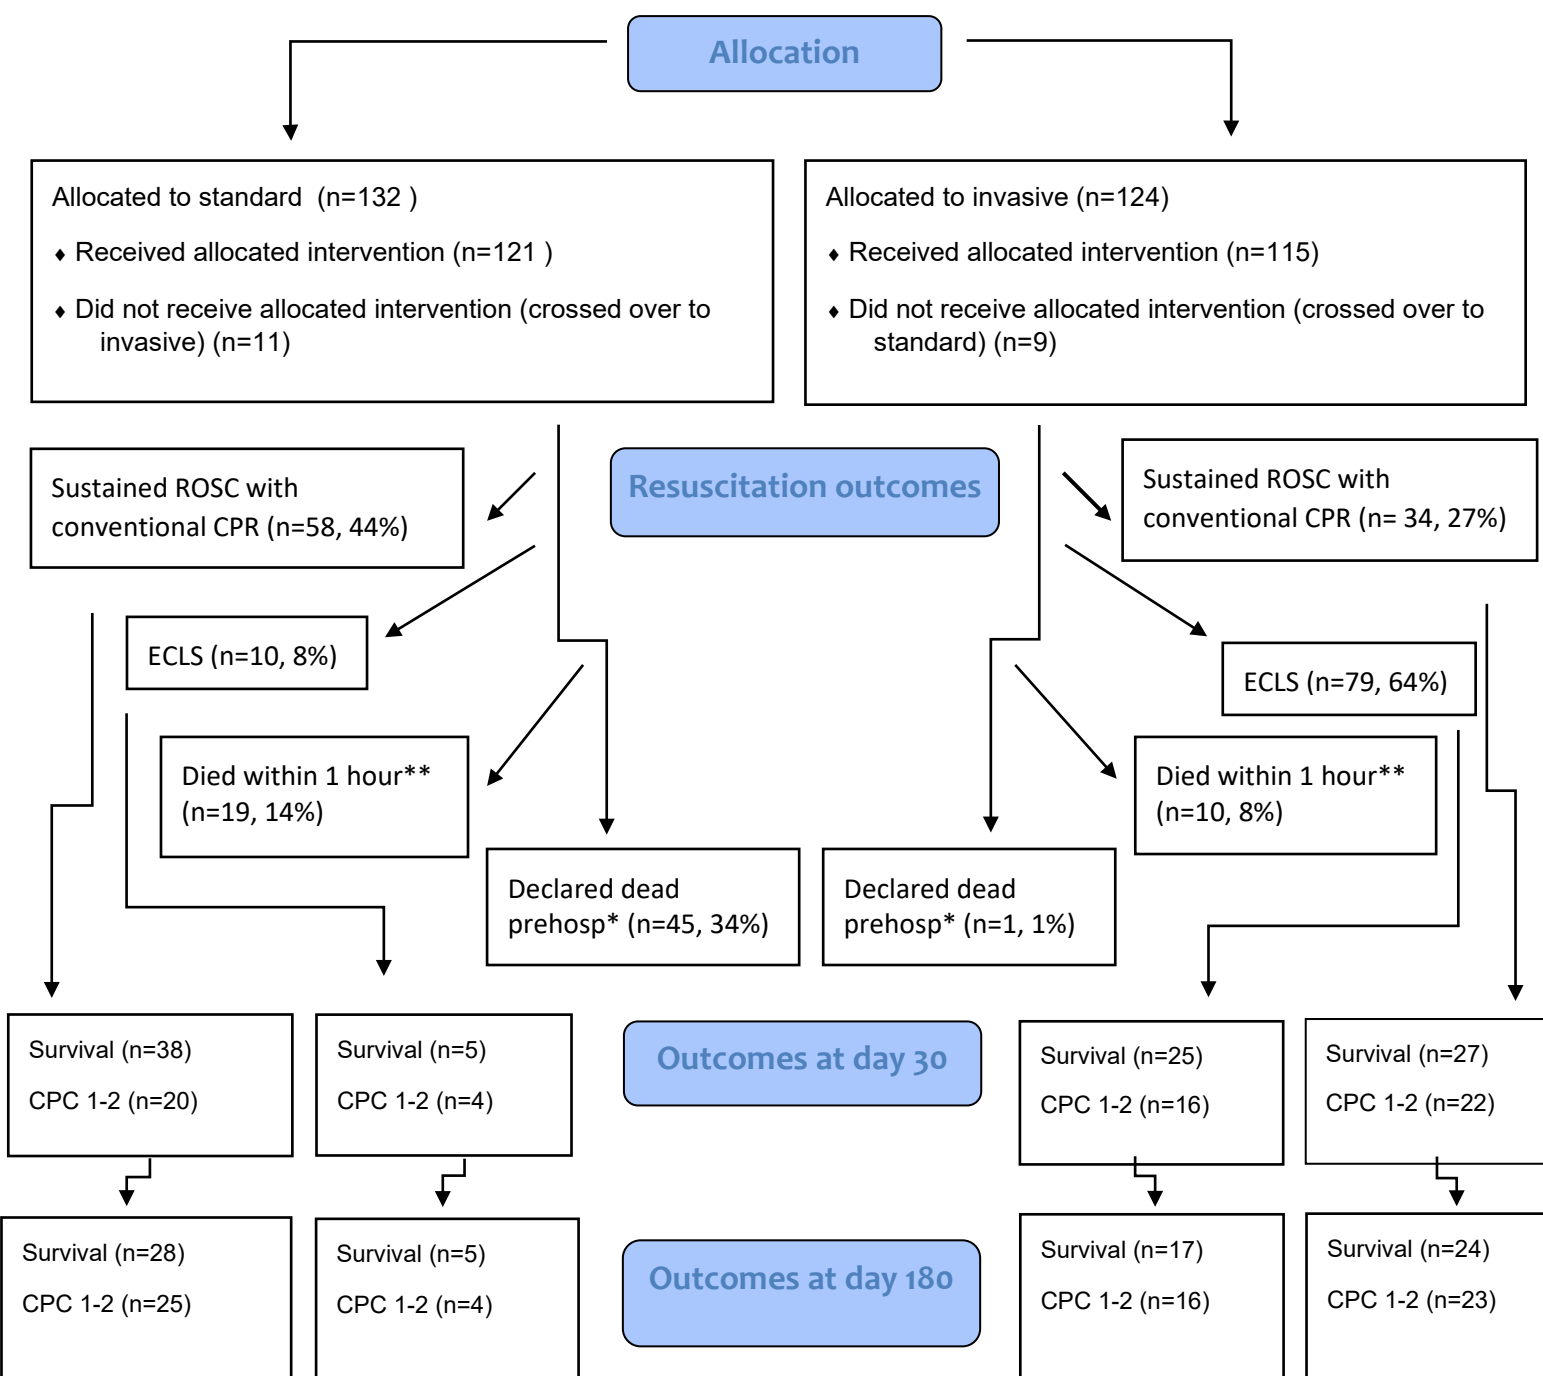 Allocation
Allocated to standard  (n=132 )
♦ Received allocated intervention (n=121 )
♦ Did not receive allocated intervention (crossed over to
invasive) (n=11)
Allocated to invasive (n=124)
♦ Received allocated intervention (n=115)
♦ Did not receive allocated intervention (crossed over to
standard) (n=9)
Resuscitation outcomes
Sustained ROSC with
conventional CPR (n=58, 44%)
Sustained ROSC with
conventional CPR (n= 34, 27%)
ECLS (n=10, 8%)
ECLS (n=79, 64%)
Died within 1 hour**
(n=19, 14%)
Died within 1 hour**
(n=10, 8%)
Declared dead
prehosp* (n=45, 34%)
Declared dead
prehosp* (n=1, 1%)
Survival (n=38)
CPC 1-2 (n=20)
Survival (n=5)
CPC 1-2 (n=4)
Outcomes at day 30
Survival (n=25)
CPC 1-2 (n=16)
Survival (n=27)
CPC 1-2 (n=22)
Survival (n=28)
CPC 1-2 (n=25)
Survival (n=5)
CPC 1-2 (n=4)
Outcomes at day 180
Survival (n=17)
CPC 1-2 (n=16)
Survival (n=24)
CPC 1-2 (n=23)